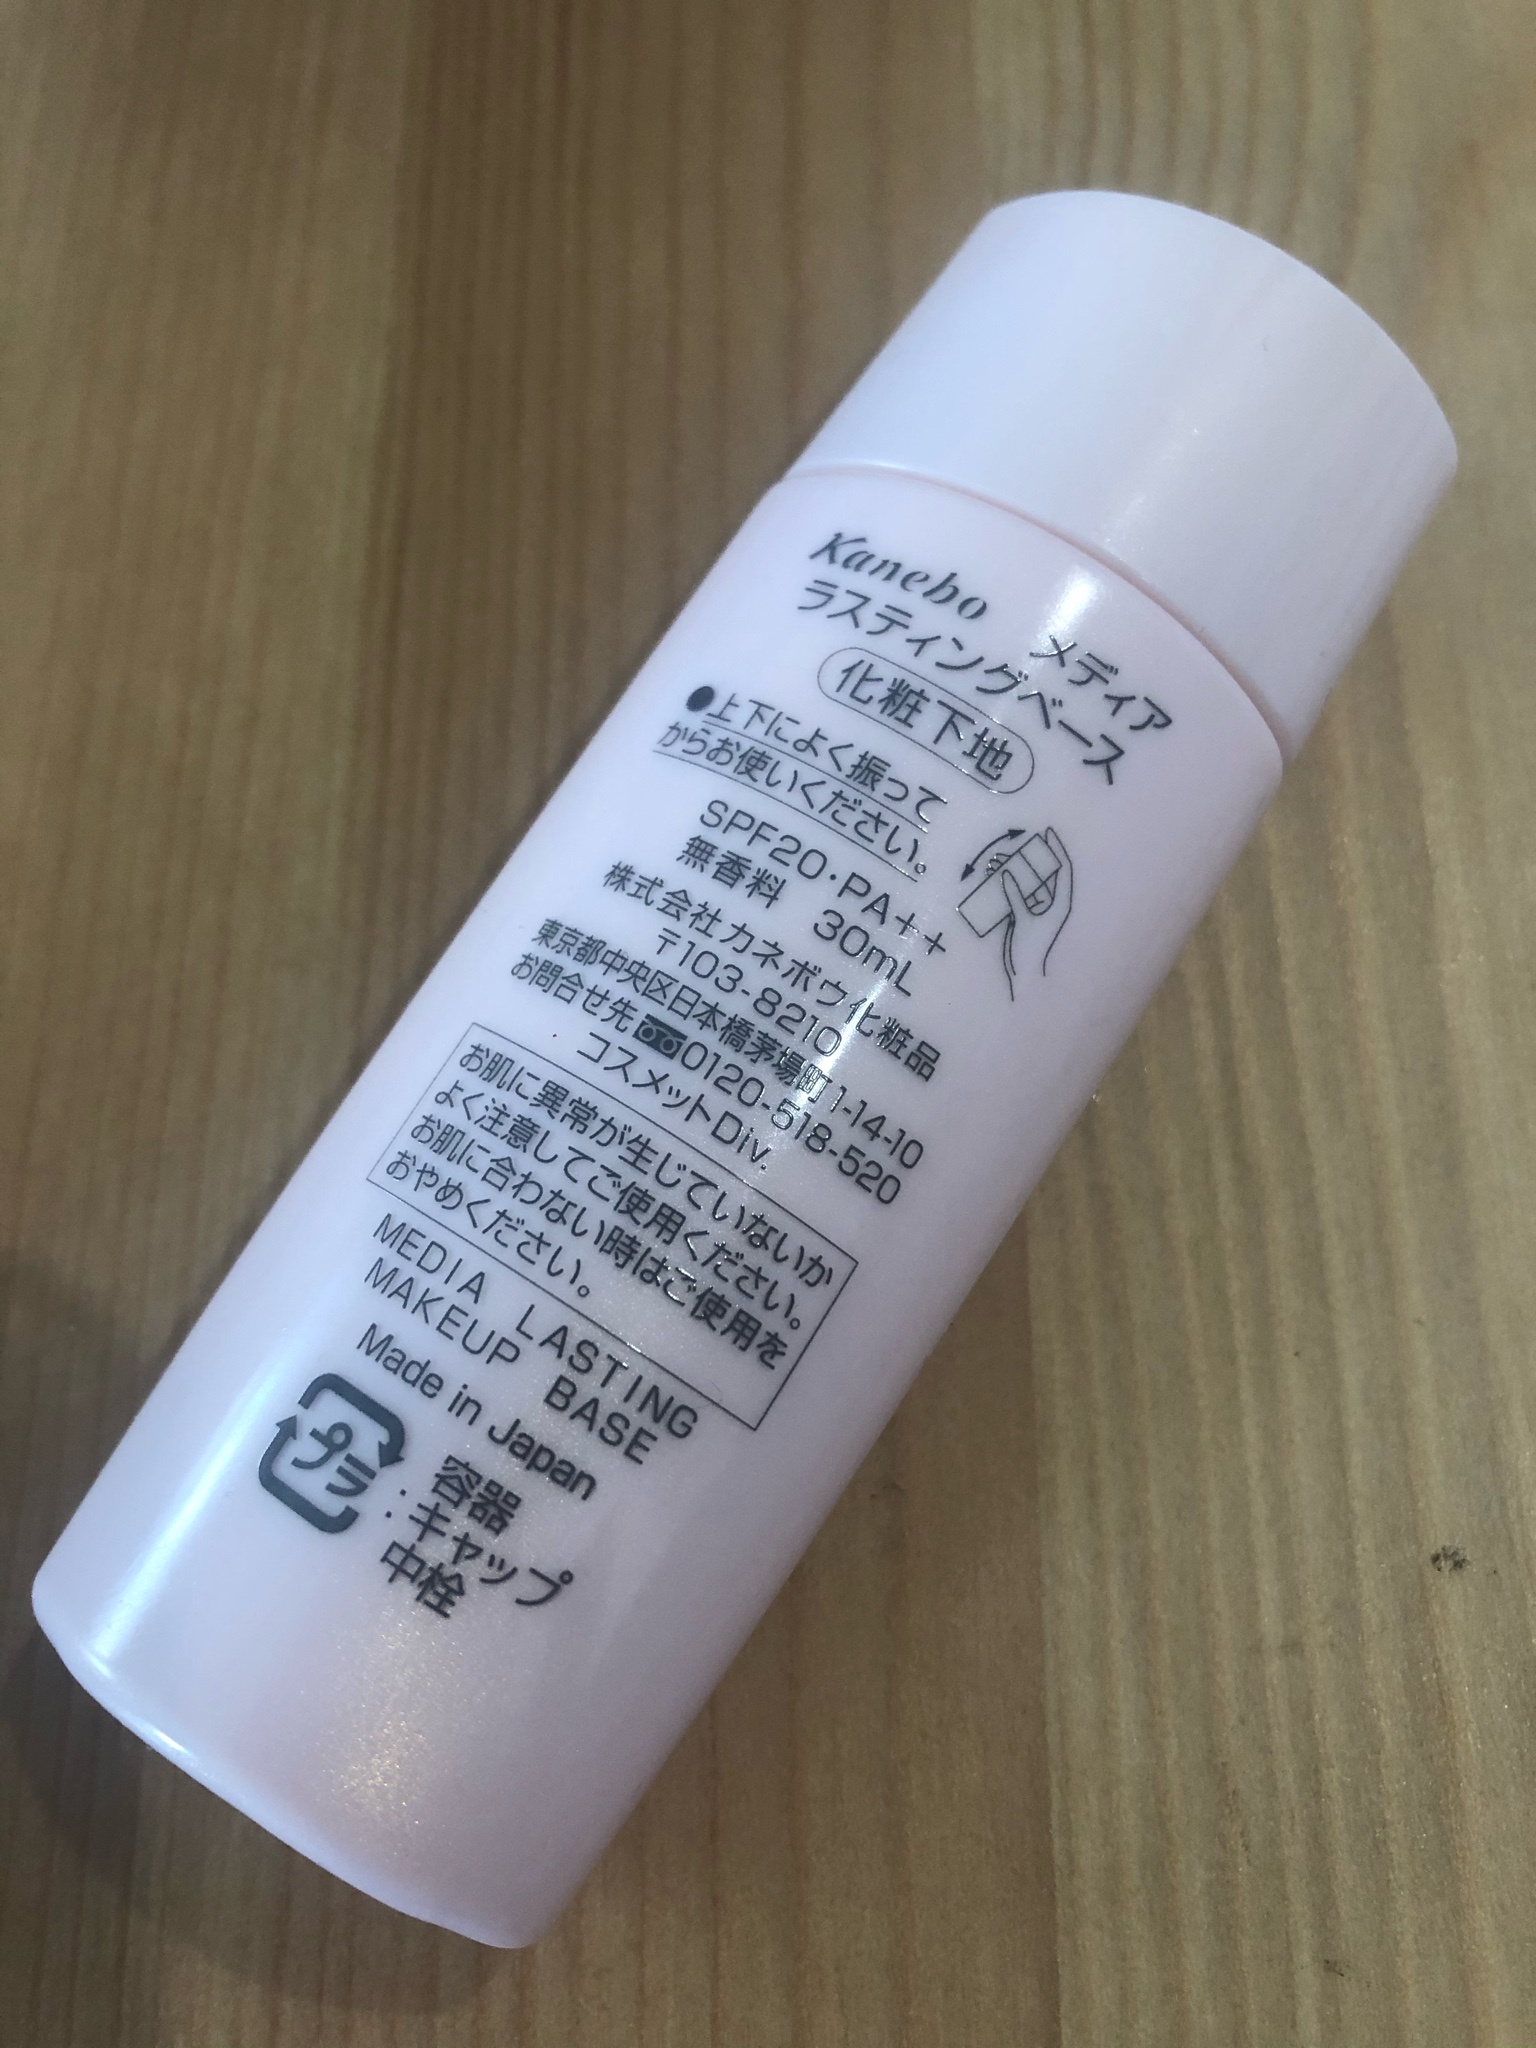 Kanebo
メディア
ラスティングベース
化粧下地
●上下によく振って
からお使いください。
SPF20・PA++
無香料 30mL
株式会社カネボウ化粧品
〒103-8210
東京都中央区日本橋茅場町1-14-10
お問合せ先 0120-518-520
コスメットDiv.
お肌に異常が生じていないか
よく注意してご使用ください。
お肌に合わない時はご使用を
おやめください。
MEDIA LASTING
MAKEUP BASE
Made in Japan
プラ
容器
:キャップ
中栓